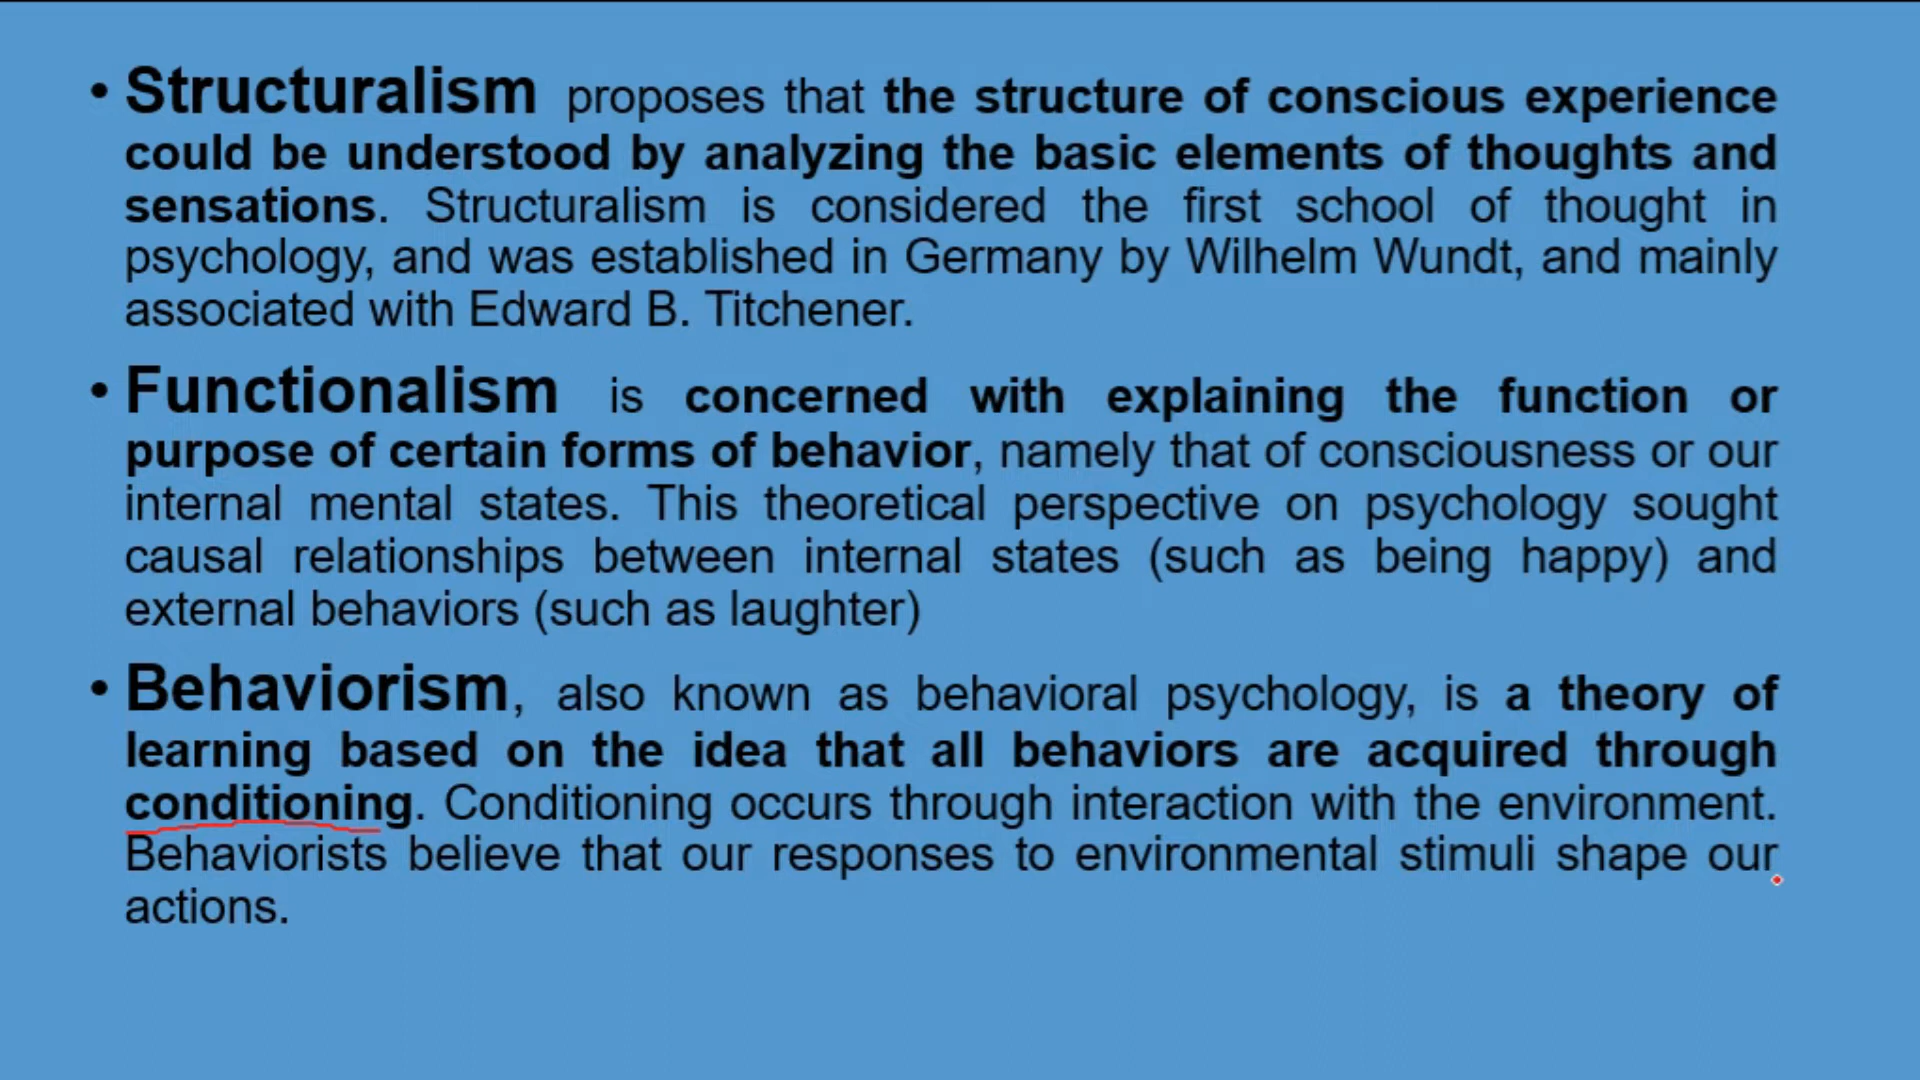 • Structuralism proposes that the structure of conscious experience
could be understood by analyzing the basic elements of thoughts and
sensations. Structuralism is considered the first school of thought in
psychology, and was established in Germany by Wilhelm Wundt, and mainly
associated with Edward B. Titchener.
• Functionalism is concerned with explaining the function or
purpose of certain forms of behavior, namely that of consciousness or our
internal mental states. This theoretical perspective on psychology sought
causal relationships between internal states (such as being happy) and
external behaviors (such as laughter)
• Behaviorism, also known as behavioral psychology, is a theory of
learning based on the idea that all behaviors are acquired through
conditioning. Conditioning occurs through interaction with the environment.
Behaviorists believe that our responses to environmental stimuli shape our
actions.